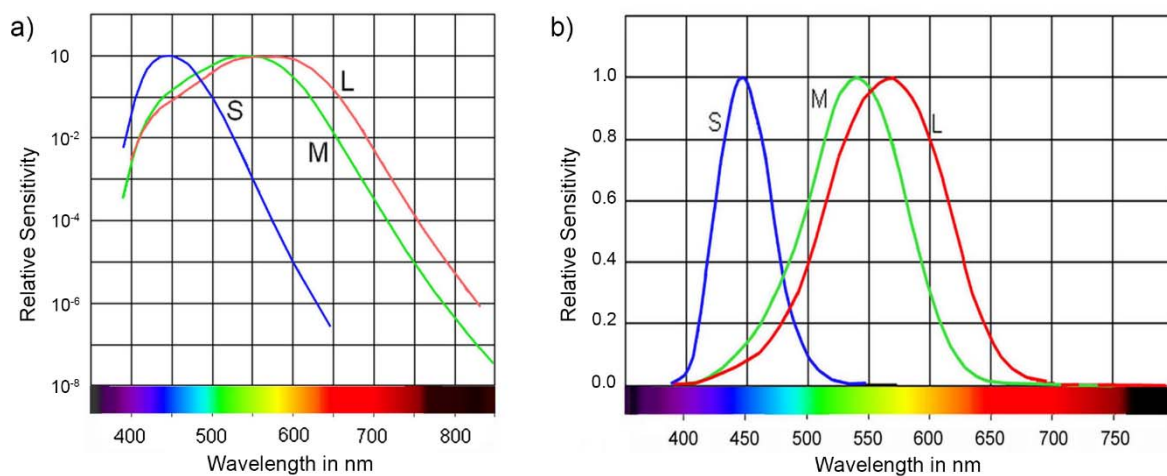 a)
Relative Sensitivity
10
10-2
10-4
10-6
10-8
S
L
M
400 500 600 700 800
Wavelength in nm
b)
Relative Sensitivity
1.0
0.8
0.6
0.4
0.2
0.0
S
M
L
400 450 500 550 600 650 700 750
Wavelength in nm